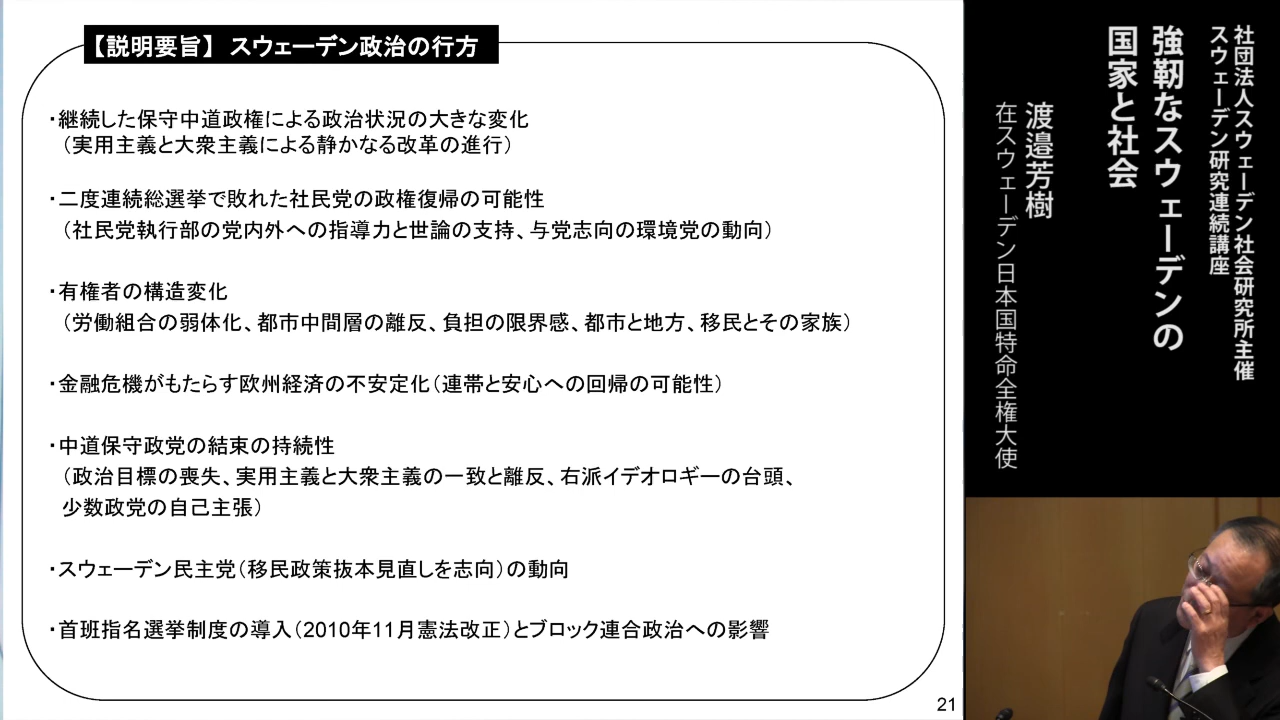 【説明要旨】 スウェーデン政治の行方
・継続した保守中道政権による政治状況の大きな変化
（実用主義と大衆主義による静かなる改革の進行）
・二度連続総選挙で敗れた社民党の政権復帰の可能性
（社民党執行部の党内外への指導力と世論の支持、与党志向の環境党の動向）
・有権者の構造変化
（労働組合の弱体化、都市中間層の離反、負担の限界感、都市と地方、移民とその家族）
・金融危機がもたらす欧州経済の不安定化（連帯と安心への回帰の可能性）
・中道保守政党の結束の持続性
（政治目標の喪失、実用主義と大衆主義の一致と離反、右派イデオロギーの台頭、
少数政党の自己主張）
・スウェーデン民主党（移民政策抜本見直しを志向）の動向
・首班指名選挙制度の導入（2010年11月憲法改正）とブロック連合政治への影響
21
社団法人スウェーデン社会研究所主催
スウェーデン研究連続講座
強靭なスウェーデンの
国家と社会
渡邉芳樹
在スウェーデン日本国特命全権大使